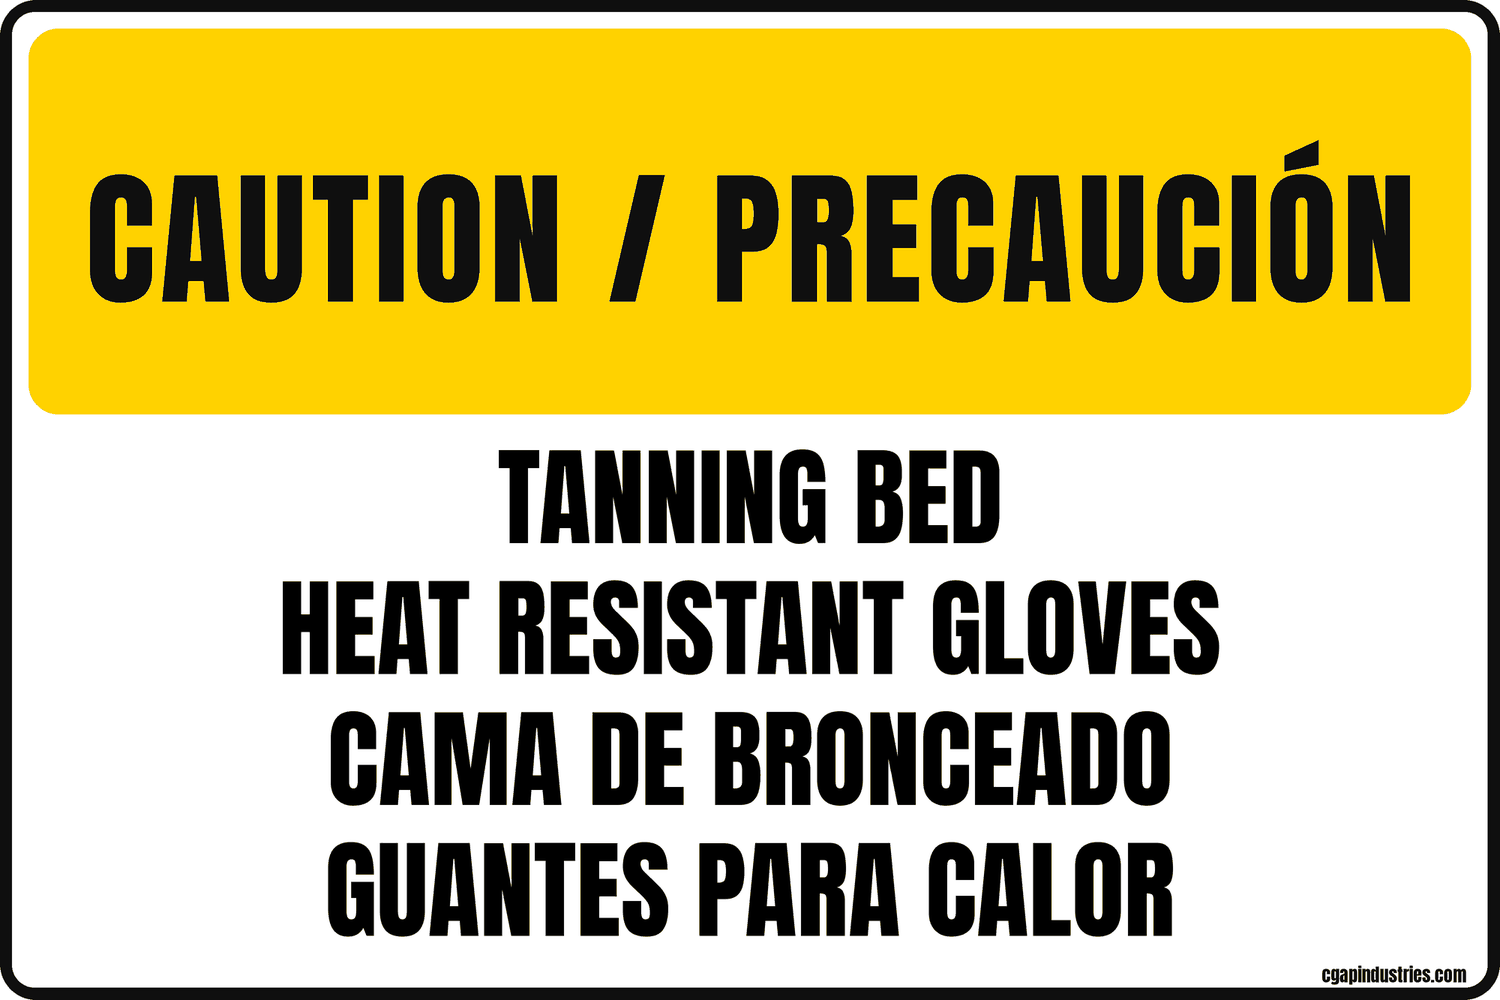 CAUTION / PRECAUCIÓN
TANNING BED
HEAT RESISTANT GLOVES
CAMA DE BRONCEADO
GUANTES PARA CALOR
cgapindustries.com